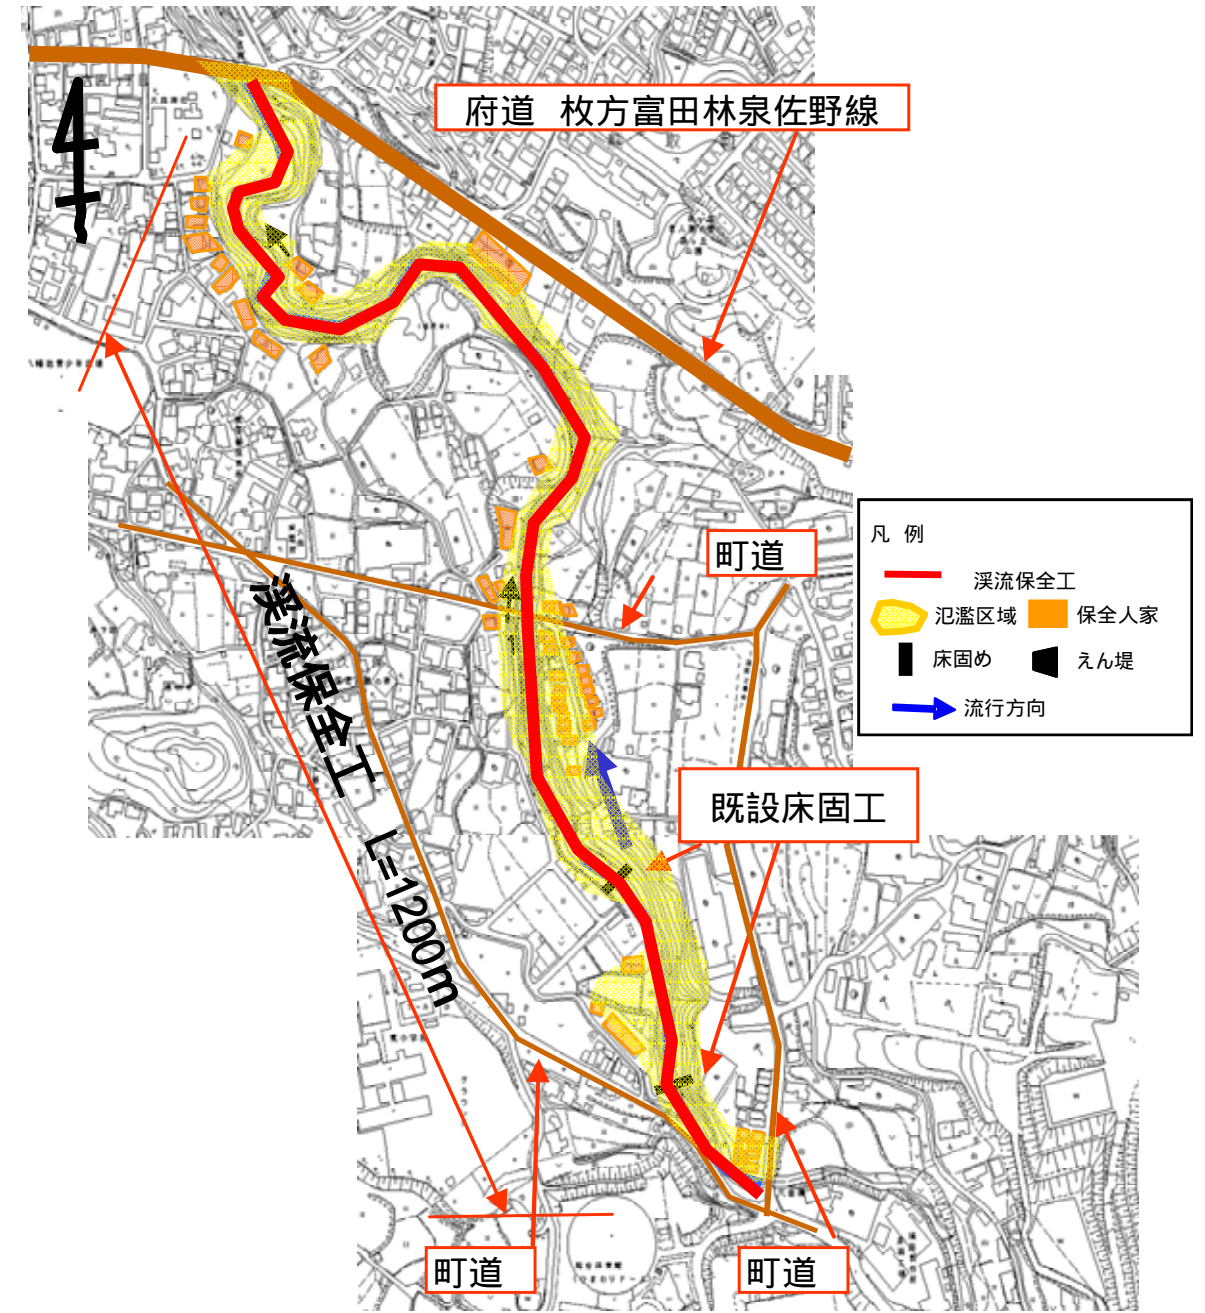 府道 枚方富田林泉佐野線
町道
凡 例
渓流保全工
氾濫区域
保全人家
床固め
えん堤
流行方向
渓流保全工 L=1200m
既設床固工
町道
町道